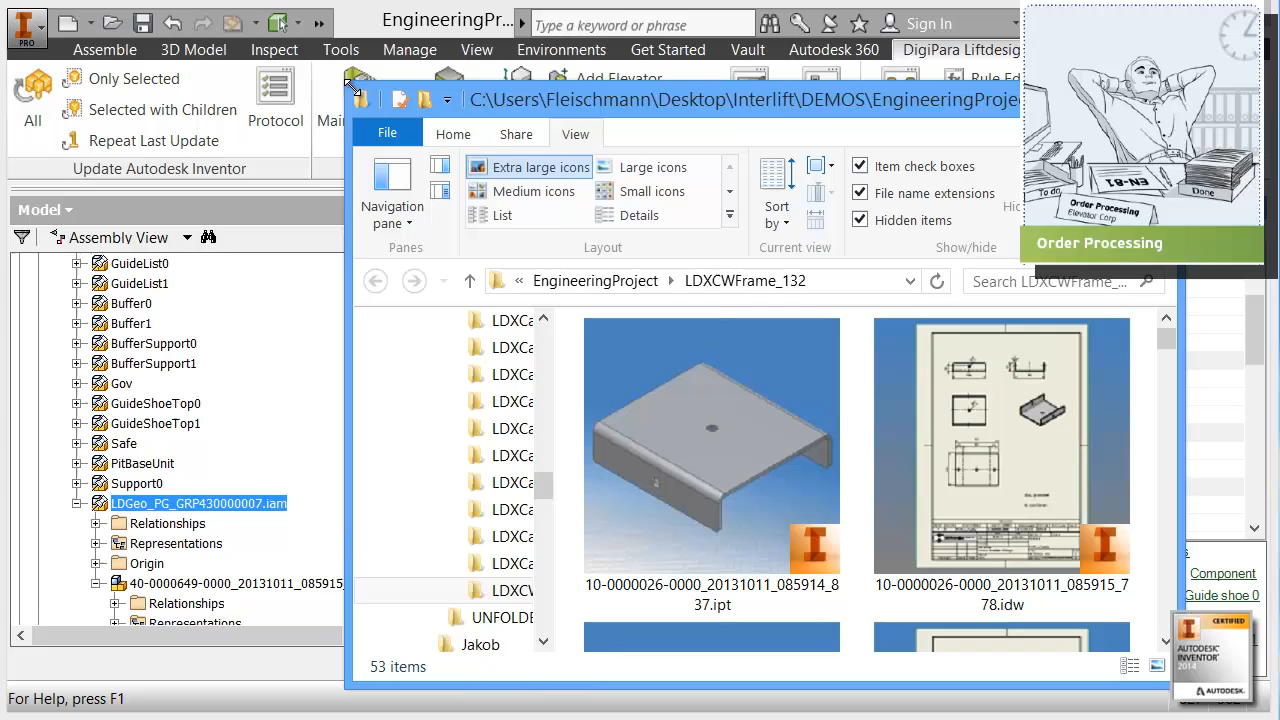 EngineeringPr...
Type a keyword or phrase
Sign In
PRO
Assemble 3D Model Inspect Tools Manage View Environments Get Started Vault Autodesk 360 DigiPara Liftdesig
All
Only Selected
Selected with Children
Repeat Last Update
Protocol
Add Elevator
Rule Ed
Update Autodesk Inventor
Model
Assembly View
GuideList0
GuideList1
Buffer0
Buffer1
BufferSupport0
BufferSupport1
Gov
GuideShoeTop0
GuideShoeTop1
Safe
PitBaseUnit
Support0
LDGeo_PG_GRP430000007.iam
Relationships
Representations
Origin
40-0000649-0000_20131011_085915
Relationships
Representations
For Help, press F1
C:\Users\Fleischmann\Desktop\Interlift\DEMOS\EngineeringProjec
File Home Share View
Navigation pane
Panes
Extra large icons
Large icons
Medium icons
Small icons
List
Details
Layout
Sort by
Current view
Item check boxes
File name extensions
Hidden items
Show/hide
« EngineeringProject LDXCWFrame_132
Search LDXCWFrame_...
LDXCa
LDXCa
LDXCa
LDXCa
LDXCa
LDXCa
LDXCa
LDXCa
LDXCa
LDXCa
LDXCW
UNFOLDE
Jakob
10-0000026-0000_20131011_085914_8
37.ipt
10-0000026-0000_20131011_085915_7
78.idw
53 items
To do
EN-81
Done
Order Processing
Elevator Corp
Order Processing
Component
Guide shoe 0
CERTIFIED
AUTODESK
INVENTOR
2014
AUTODESK